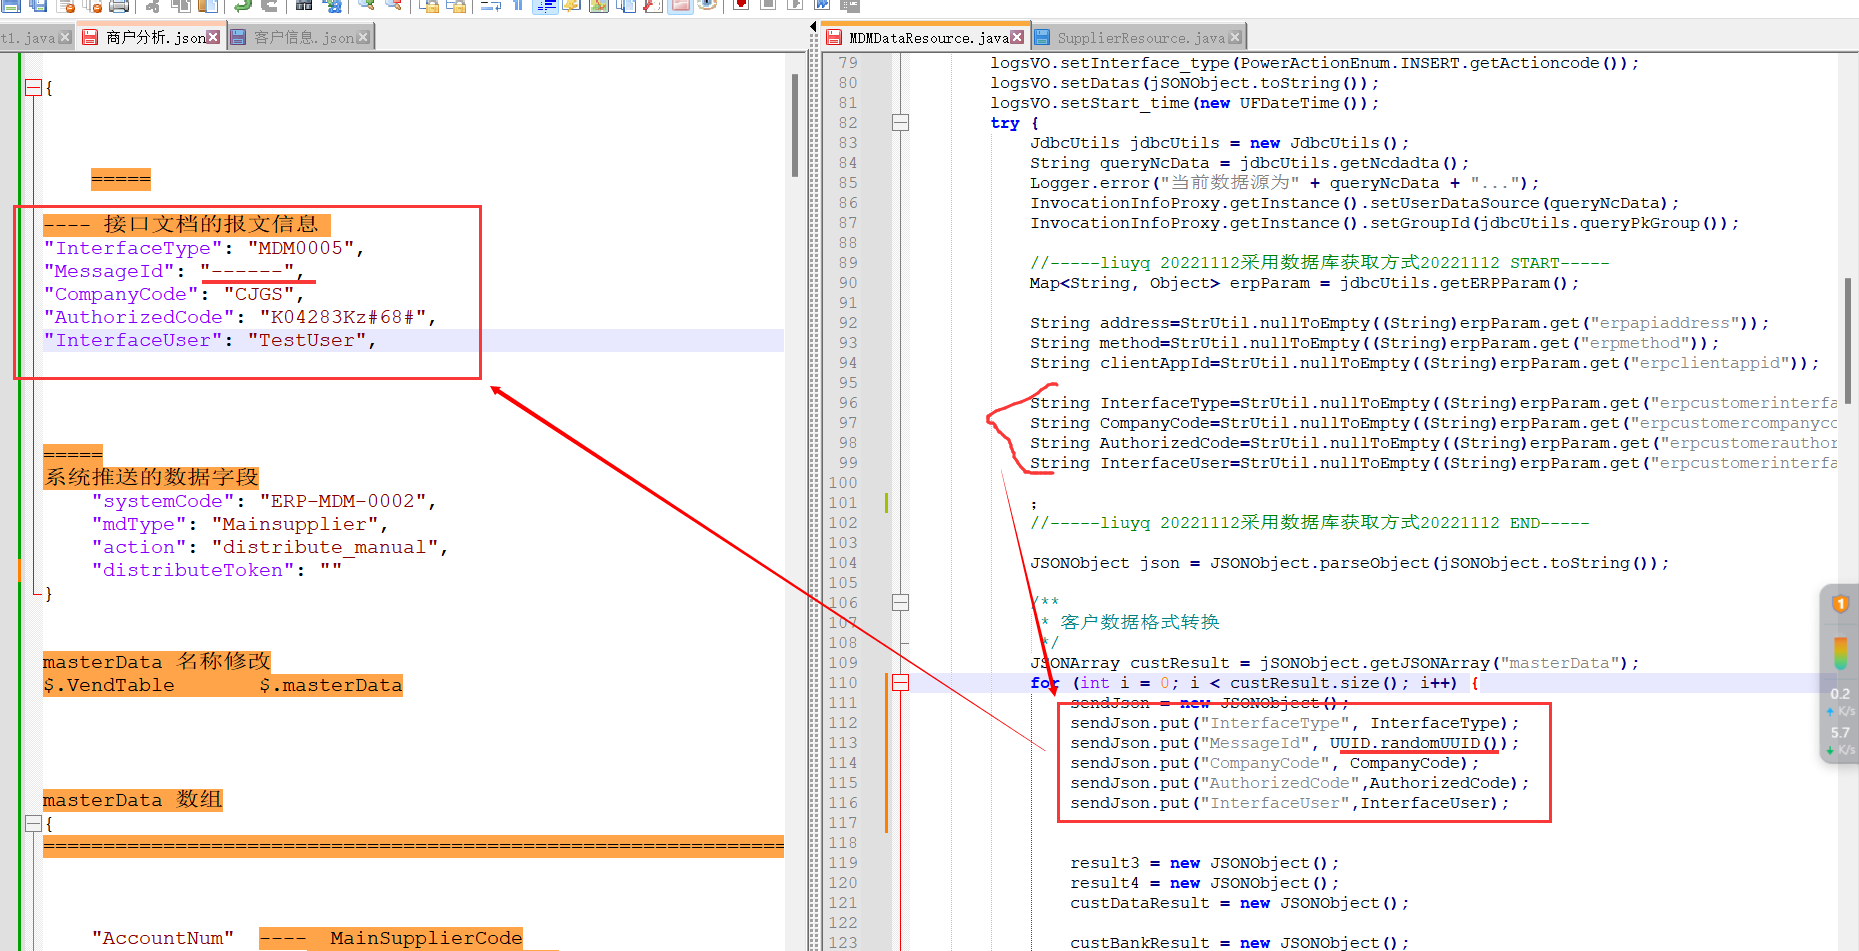 t1.java
商户分析.json
客户信息.json
{
=====
---- 接口文档的报文信息
"InterfaceType": "MDM0005",
"MessageId": "------",
"CompanyCode": "CJGS",
"AuthorizedCode": "K04283Kz#68#",
"InterfaceUser": "TestUser",
=====
系统推送的数据字段
"systemCode": "ERP-MDM-0002",
"mdType": "Mainsupplier",
"action": "distribute_manual",
"distributeToken": ""
}
masterData 名称修改
$.VendTable $.masterData
masterData 数组
{
==============================================================
"AccountNum" ---- MainSupplierCode
MDMDataResource.java
SupplierResource.java
79 logsVO.setInterface_type(PowerActionEnum.INSERT.getActioncode());
80 logsVO.setDatas(jSONObject.toString());
81 logsVO.setStart_time(new UFDateTime());
82 try {
83 JdbcUtils jdbcUtils = new JdbcUtils();
84 String queryNcData = jdbcUtils.getNcdadta();
85 Logger.error("当前数据源为" + queryNcData + "...");
86 InvocationInfoProxy.getInstance().setUserDataSource(queryNcData);
87 InvocationInfoProxy.getInstance().setGroupId(jdbcUtils.queryPkGroup());
88
89 //-----liuyq 20221112采用数据库获取方式20221112 START-----
90 Map<String, Object> erpParam = jdbcUtils.getERPParam();
91
92 String address=StrUtil.nullToEmpty((String)erpParam.get("erpapiaddress"));
93 String method=StrUtil.nullToEmpty((String)erpParam.get("erpmethod"));
94 String clientAppId=StrUtil.nullToEmpty((String)erpParam.get("erpclientappid"));
95
96 String InterfaceType=StrUtil.nullToEmpty((String)erpParam.get("erpcustomerinterfa
97 String CompanyCode=StrUtil.nullToEmpty((String)erpParam.get("erpcustomercompanyco
98 String AuthorizedCode=StrUtil.nullToEmpty((String)erpParam.get("erpcustomerauthor
99 String InterfaceUser=StrUtil.nullToEmpty((String)erpParam.get("erpcustomerinterfa
100
101 ;
102 //-----liuyq 20221112采用数据库获取方式20221112 END-----
103
104 JSONObject json = JSONObject.parseObject(jSONObject.toString());
105
106 /**
107 * 客户数据格式转换
108 */
109 JSONArray custResult = jSONObject.getJSONArray("masterData");
110 for (int i = 0; i < custResult.size(); i++) {
111 sendJson = new JSONObject();
112 sendJson.put("InterfaceType", InterfaceType);
113 sendJson.put("MessageId", UUID.randomUUID());
114 sendJson.put("CompanyCode", CompanyCode);
115 sendJson.put("AuthorizedCode",AuthorizedCode);
116 sendJson.put("InterfaceUser",InterfaceUser);
117
118
119 result3 = new JSONObject();
120 result4 = new JSONObject();
121 custDataResult = new JSONObject();
122
123 custBankResult = new JSONObject();
1
0.2
K/s
5.7
K/s